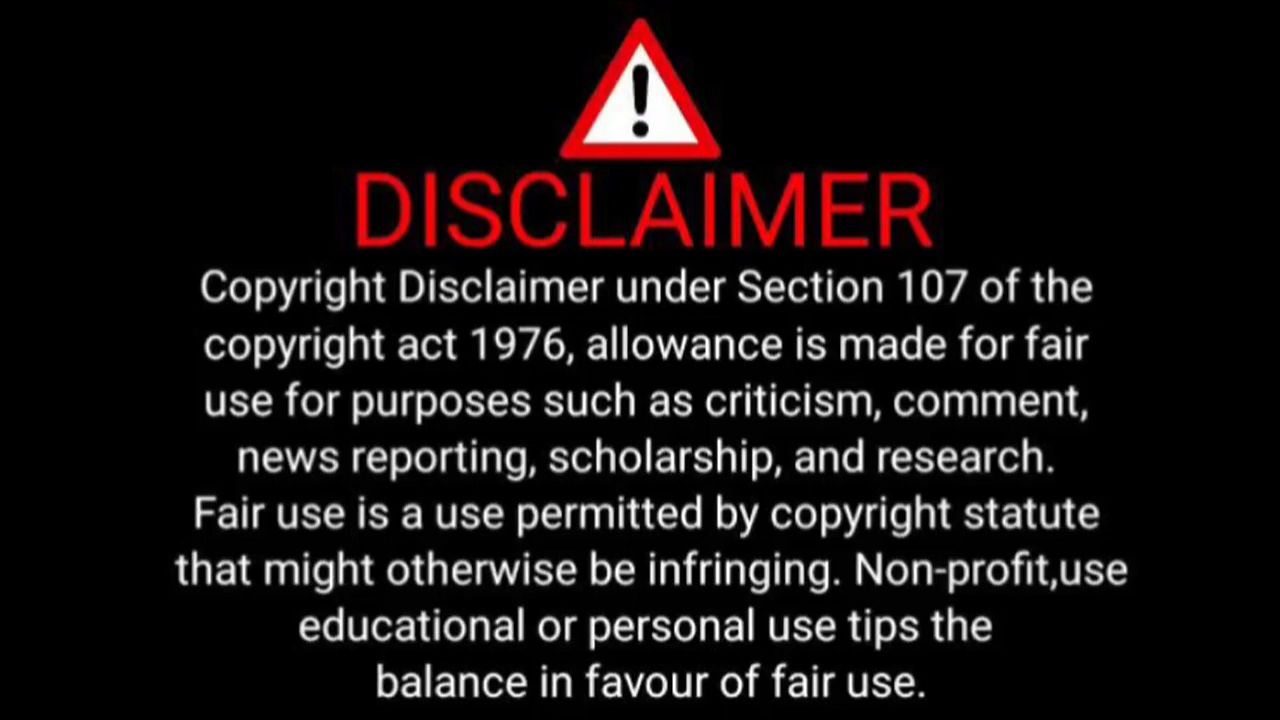 DISCLAIMER
Copyright Disclaimer under Section 107 of the
copyright act 1976, allowance is made for fair
use for purposes such as criticism, comment,
news reporting, scholarship, and research.
Fair use is a use permitted by copyright statute
that might otherwise be infringing. Non-profit,use
educational or personal use tips the
balance in favour of fair use.